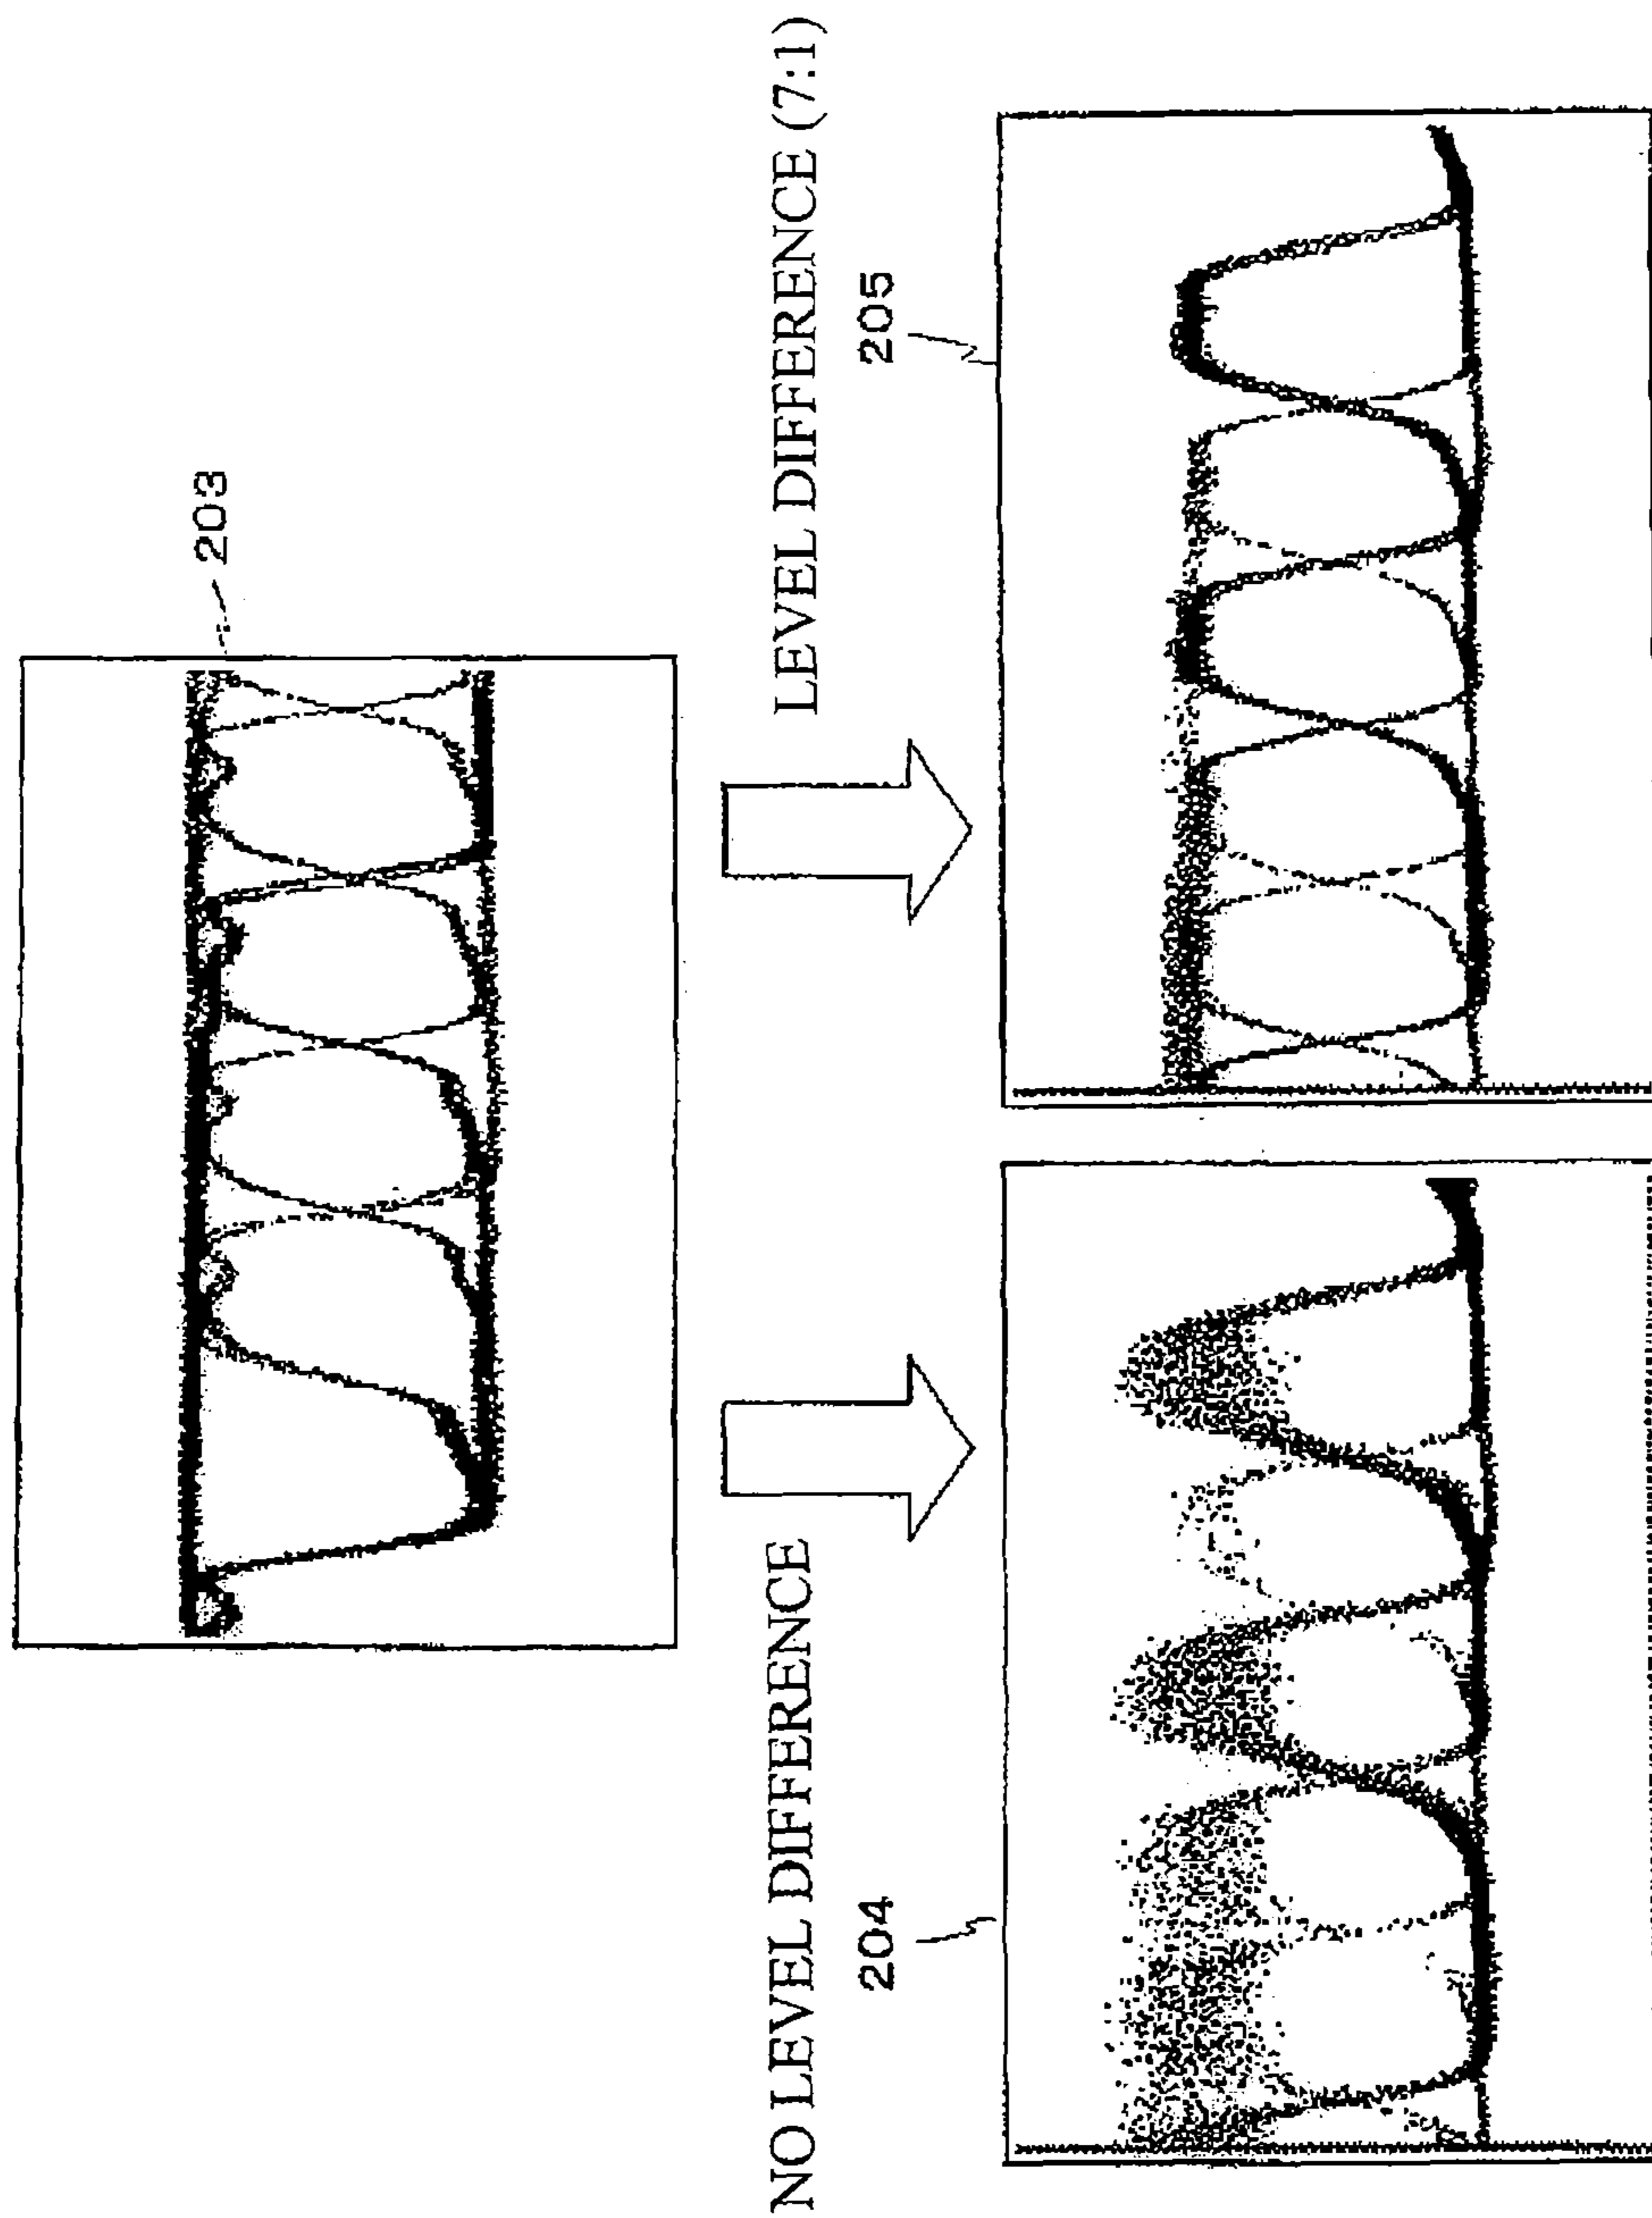 203
NO LEVEL DIFFERENCE
204
LEVEL DIFFERENCE (7:1)
205